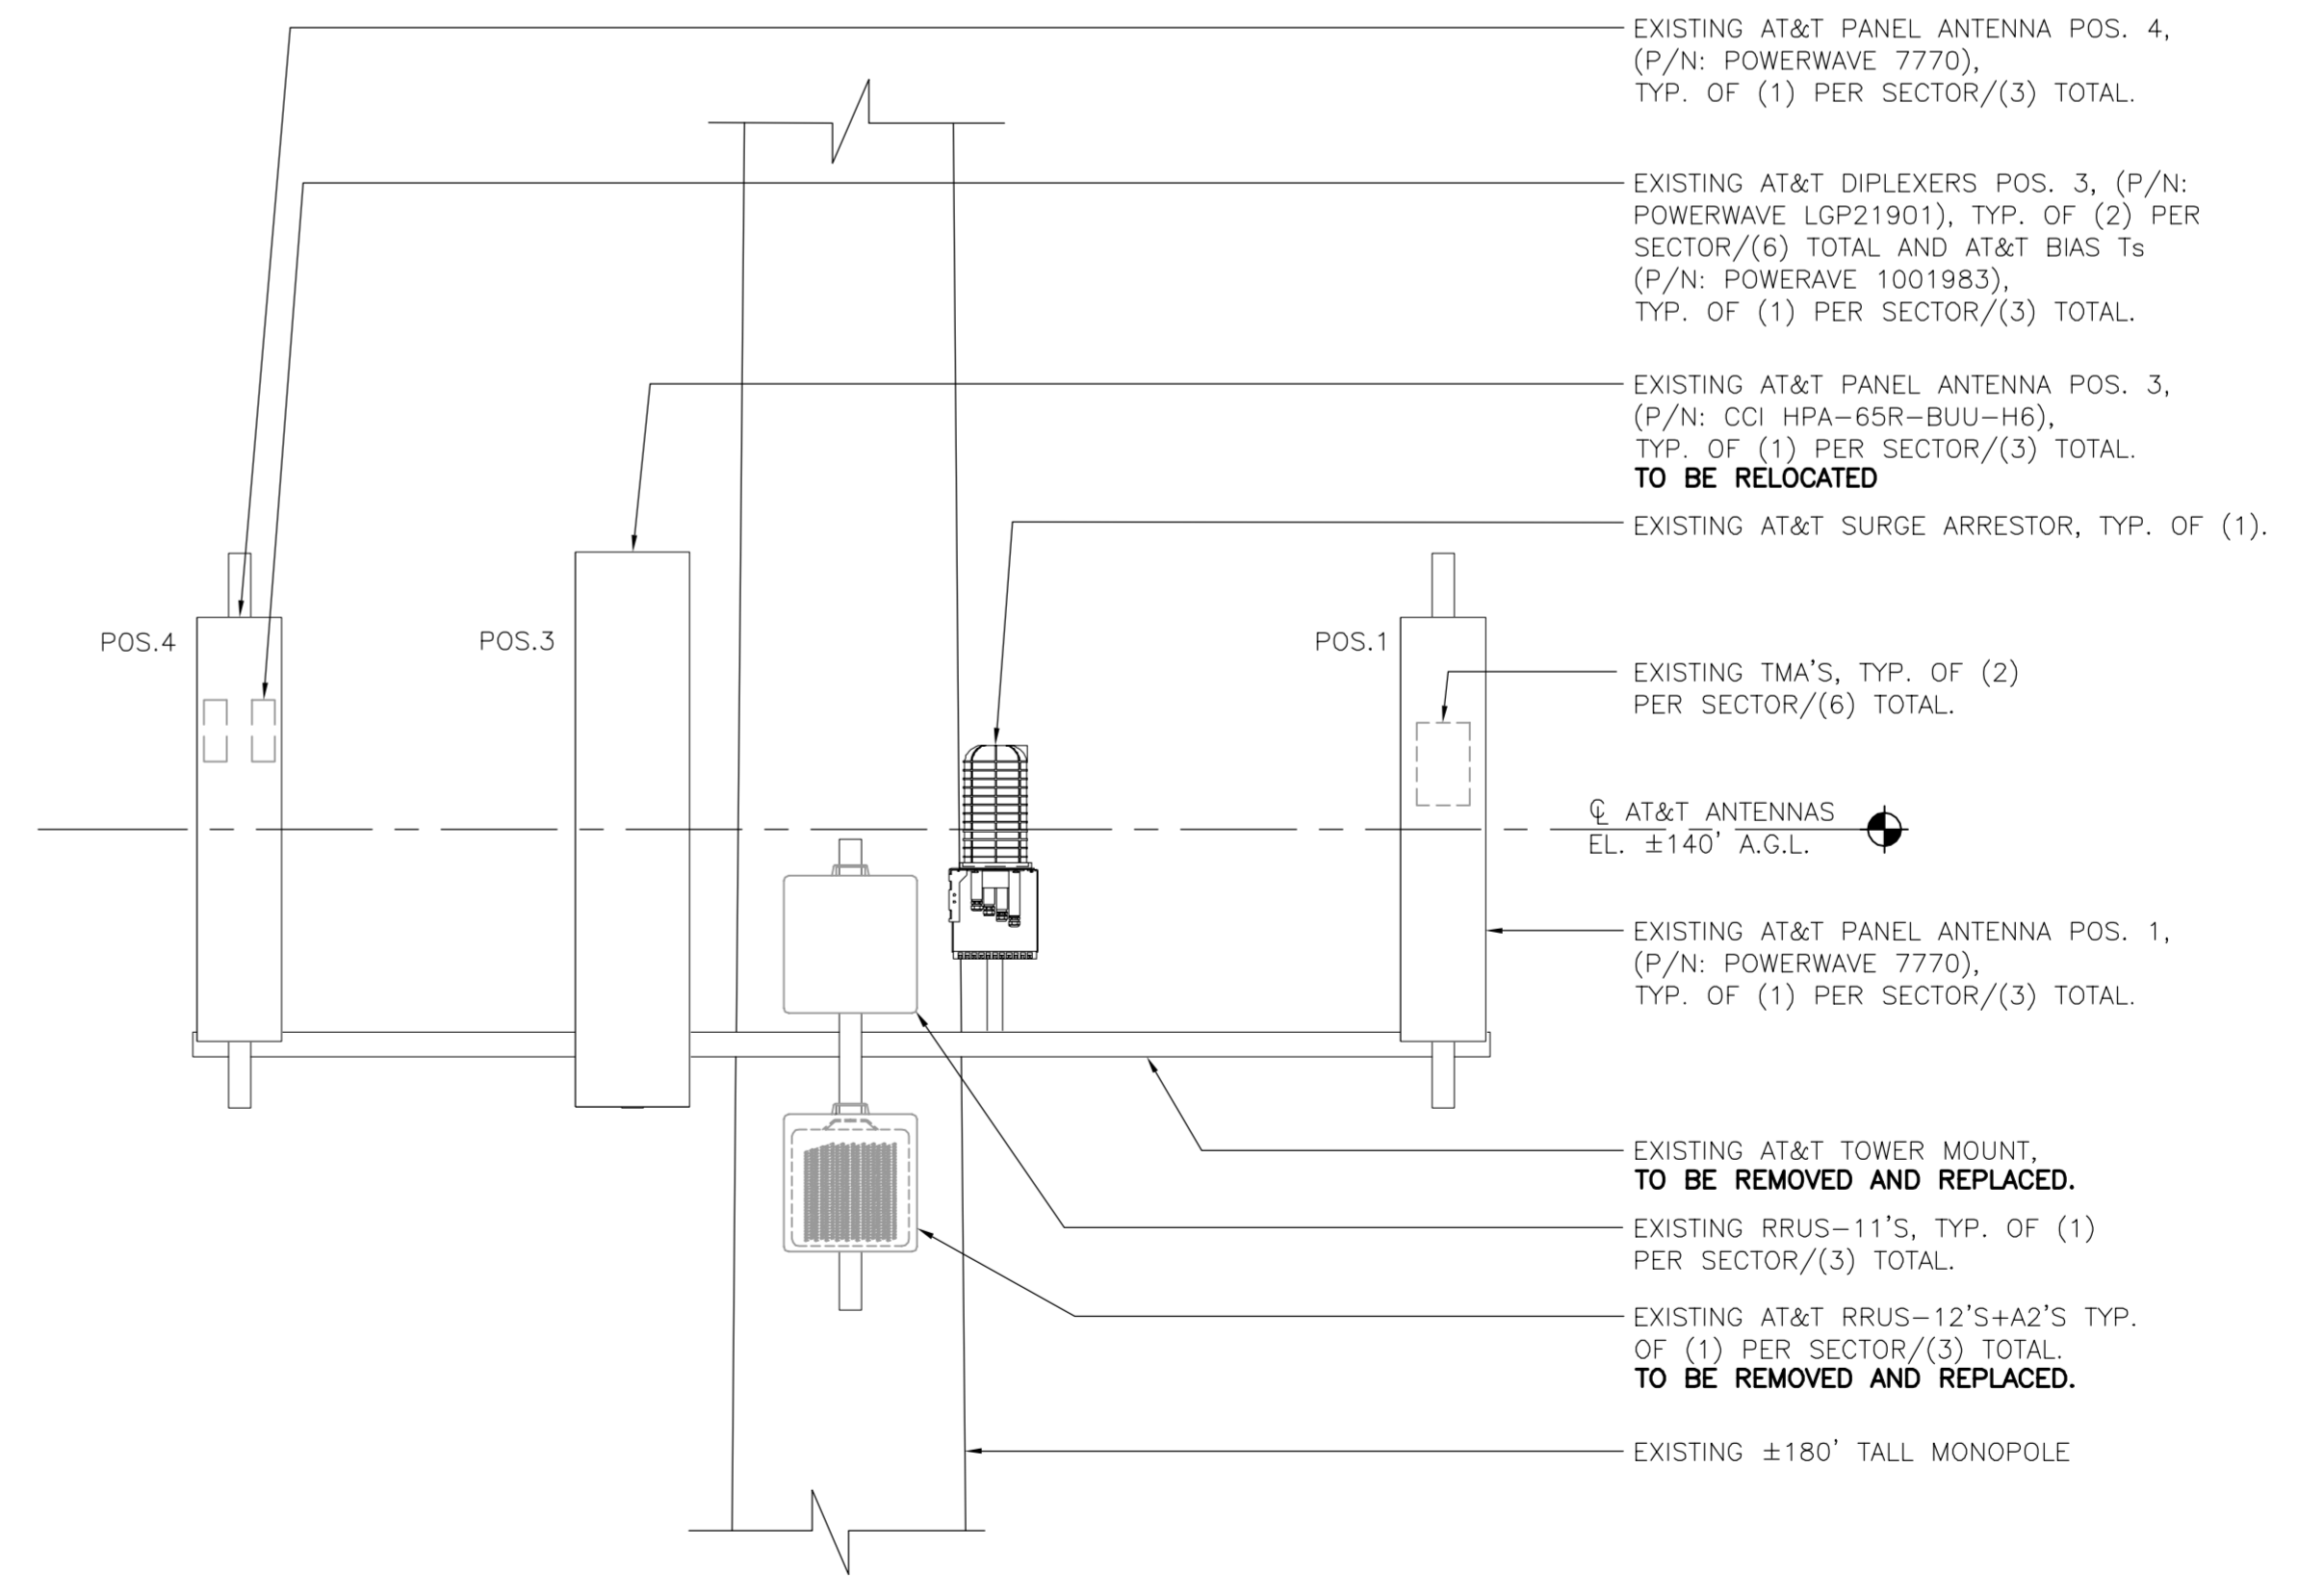 EXISTING AT&T PANEL ANTENNA POS. 4,
(P/N: POWERWAVE 7770),
TYP. OF (1) PER SECTOR/(3) TOTAL.
EXISTING AT&T DIPLEXERS POS. 3, (P/N:
POWERWAVE LGP21901), TYP. OF (2) PER
SECTOR/(6) TOTAL AND AT&T BIAS Ts
(P/N: POWERAVE 1001983),
TYP. OF (1) PER SECTOR/(3) TOTAL.
EXISTING AT&T PANEL ANTENNA POS. 3,
(P/N: CCI HPA-65R-BUU-H6),
TYP. OF (1) PER SECTOR/(3) TOTAL.
TO BE RELOCATED
EXISTING AT&T SURGE ARRESTOR, TYP. OF (1).
POS.4
POS.3
POS.1
EXISTING TMA'S, TYP. OF (2)
PER SECTOR/(6) TOTAL.
℄ AT&T ANTENNAS
EL. ±140' A.G.L.
EXISTING AT&T PANEL ANTENNA POS. 1,
(P/N: POWERWAVE 7770),
TYP. OF (1) PER SECTOR/(3) TOTAL.
EXISTING AT&T TOWER MOUNT,
TO BE REMOVED AND REPLACED.
EXISTING RRUS-11'S, TYP. OF (1)
PER SECTOR/(3) TOTAL.
EXISTING AT&T RRUS-12'S+A2'S TYP.
OF (1) PER SECTOR/(3) TOTAL.
TO BE REMOVED AND REPLACED.
EXISTING ±180' TALL MONOPOLE